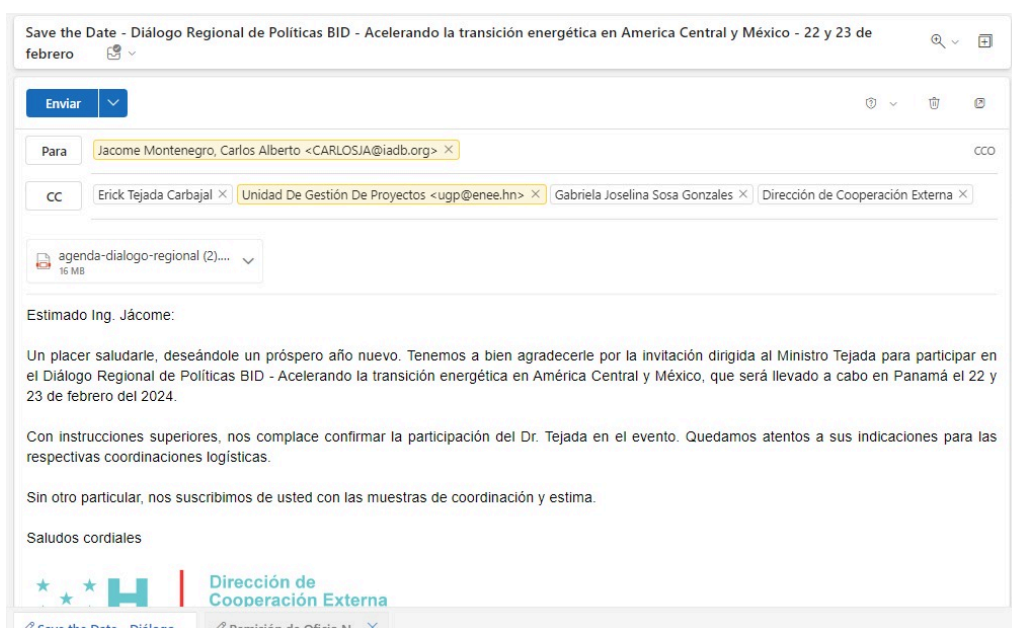 Save the Date - Diálogo Regional de Políticas BID - Acelerando la transición energética en America Central y México - 22 y 23 de
febrero
Enviar
Para Jacome Montenegro, Carlos Alberto <CARLOSJA@iadb.org> CCO
CC Erick Tejada Carbajal Unidad De Gestión De Proyectos <ugp@enee.hn> Gabriela Joselina Sosa Gonzales Dirección de Cooperación Externa
agenda-dialogo-regional (2)....
16 MB
Estimado Ing. Jácome:
Un placer saludarle, deseándole un próspero año nuevo. Tenemos a bien agradecerle por la invitación dirigida al Ministro Tejada para participar en
el Diálogo Regional de Políticas BID - Acelerando la transición energética en América Central y México, que será llevado a cabo en Panamá el 22 y
23 de febrero del 2024.
Con instrucciones superiores, nos complace confirmar la participación del Dr. Tejada en el evento. Quedamos atentos a sus indicaciones para las
respectivas coordinaciones logísticas.
Sin otro particular, nos suscribimos de usted con las muestras de coordinación y estima.
Saludos cordiales
H Dirección de
Cooperación Externa
Save the Date - Diálogo... Remisión de Oficio N...